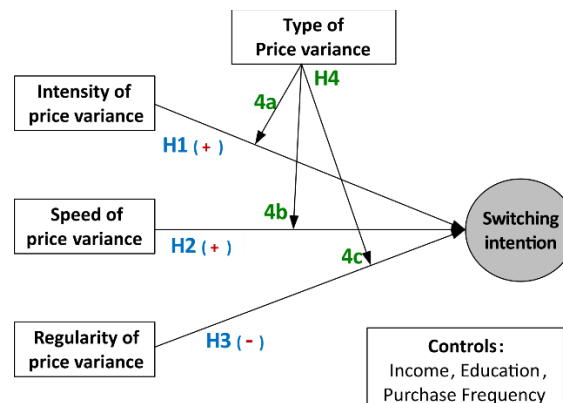 Type of
Price variance
H4
4a
Intensity of
price variance
H1 ( + )
Speed of
price variance
4b
H2 ( + )
Switching
intention
4c
Regularity of
price variance
H3 ( - )
Controls:
Income, Education,
Purchase Frequency